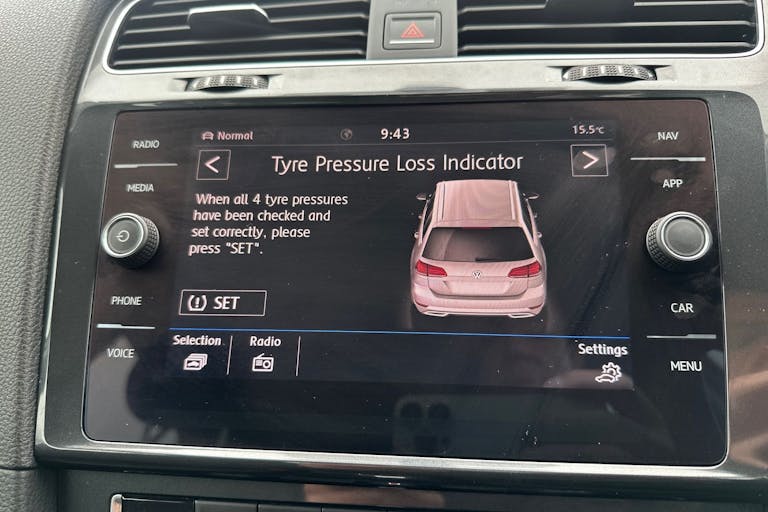 RADIO
MEDIA
PHONE
VOICE
Normal
9:43
15.5°C
<
Tyre Pressure Loss Indicator
>
When all 4 tyre pressures
have been checked and
set correctly, please
press "SET".
SET
Selection
Radio
Settings
NAV
APP
CAR
MENU